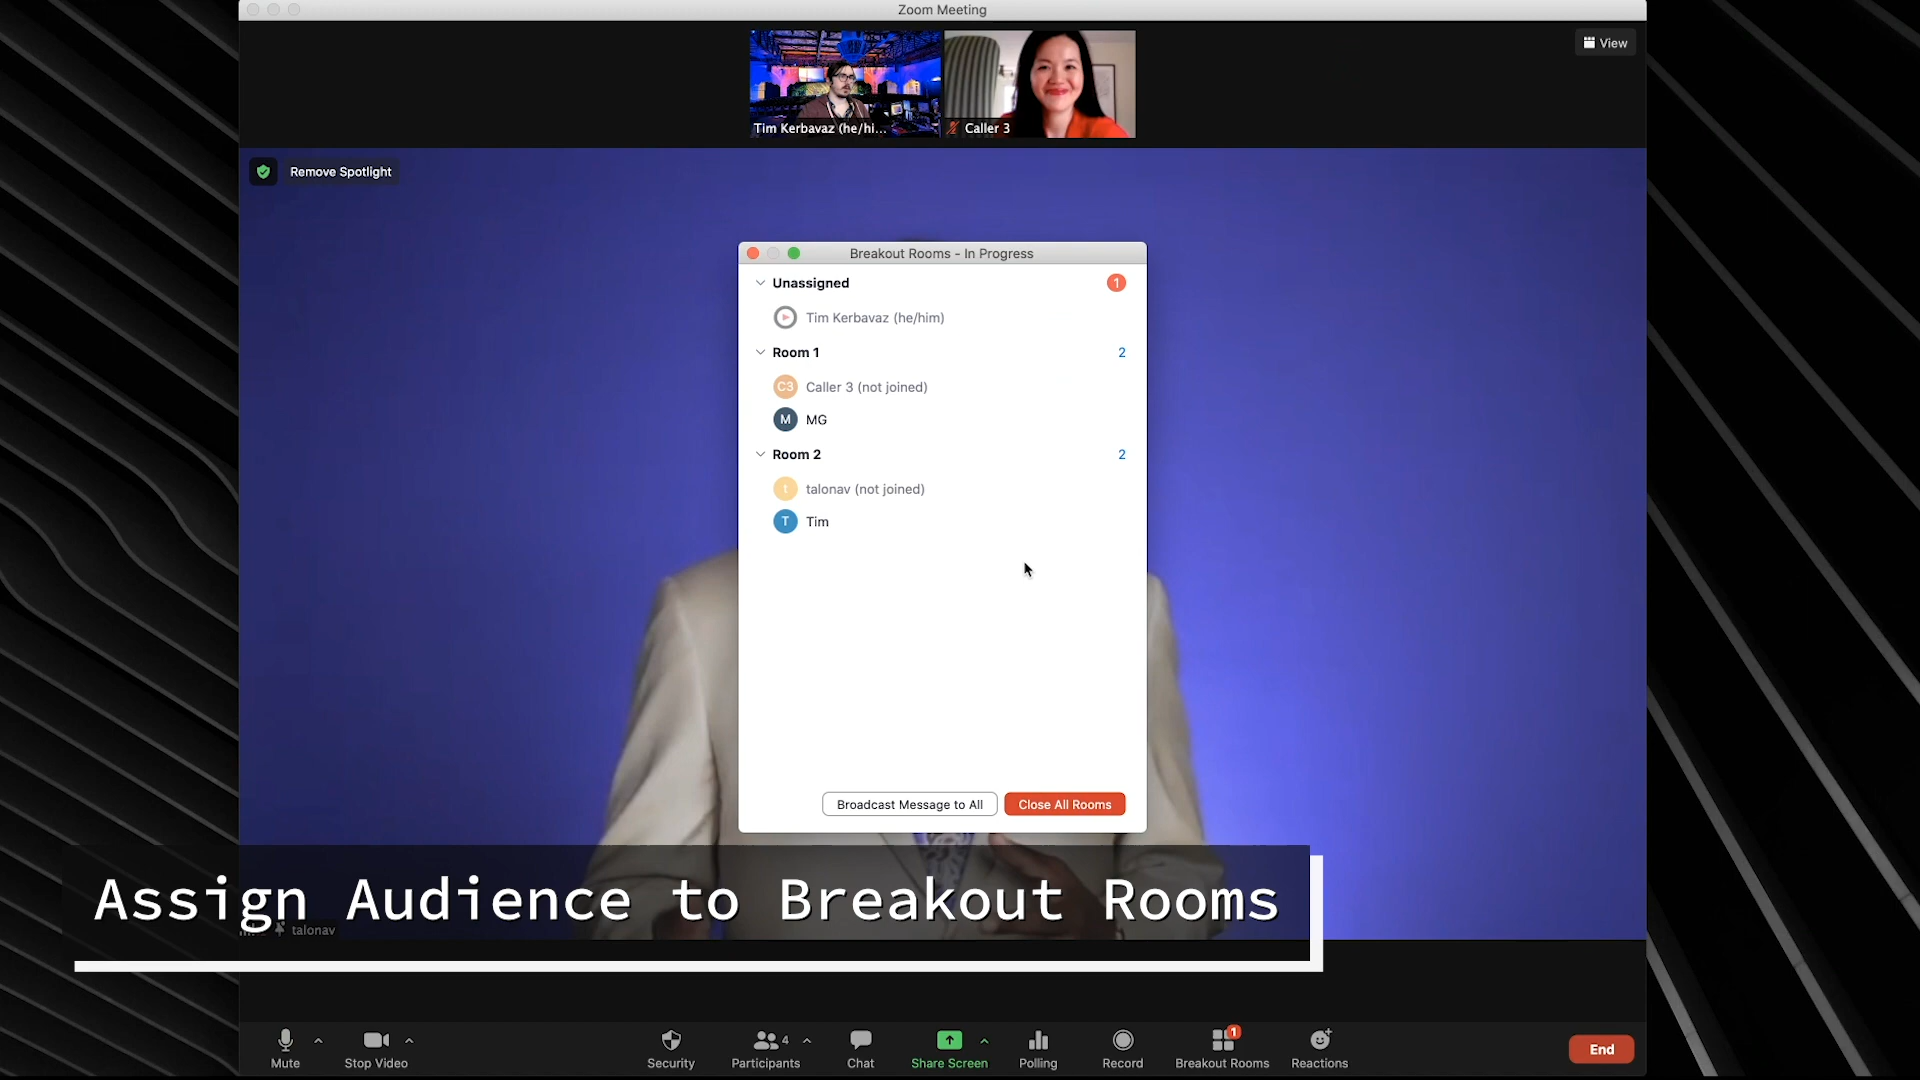 Zoom Meeting
View
Tim Kerbavaz (he/hi...
Caller 3
Remove Spotlight
Breakout Rooms - In Progress
Unassigned
1
Tim Kerbavaz (he/him)
Room 1
2
C3 Caller 3 (not joined)
M MG
Room 2
2
t talonav (not joined)
T Tim
Broadcast Message to All
Close All Rooms
Assign Audience to Breakout Rooms
talonav
Mute
Stop Video
Security
4
Participants
Chat
Share Screen
Polling
Record
1
Breakout Rooms
Reactions
End